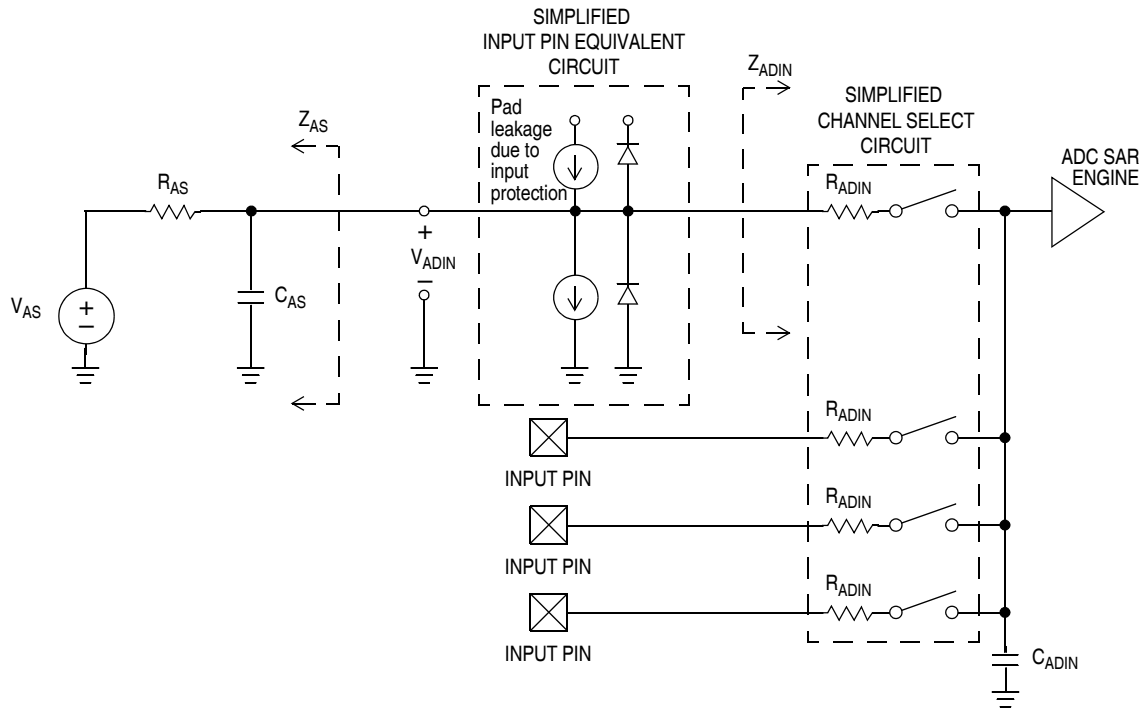 SIMPLIFIED
INPUT PIN EQUIVALENT
CIRCUIT
Z_ADIN
SIMPLIFIED
CHANNEL SELECT
CIRCUIT
Pad
leakage
due to
input
protection
Z_AS
ADC SAR
ENGINE
R_AS
R_ADIN
+
V_ADIN
–
C_AS
V_AS
+
–
R_ADIN
INPUT PIN
R_ADIN
INPUT PIN
R_ADIN
INPUT PIN
C_ADIN